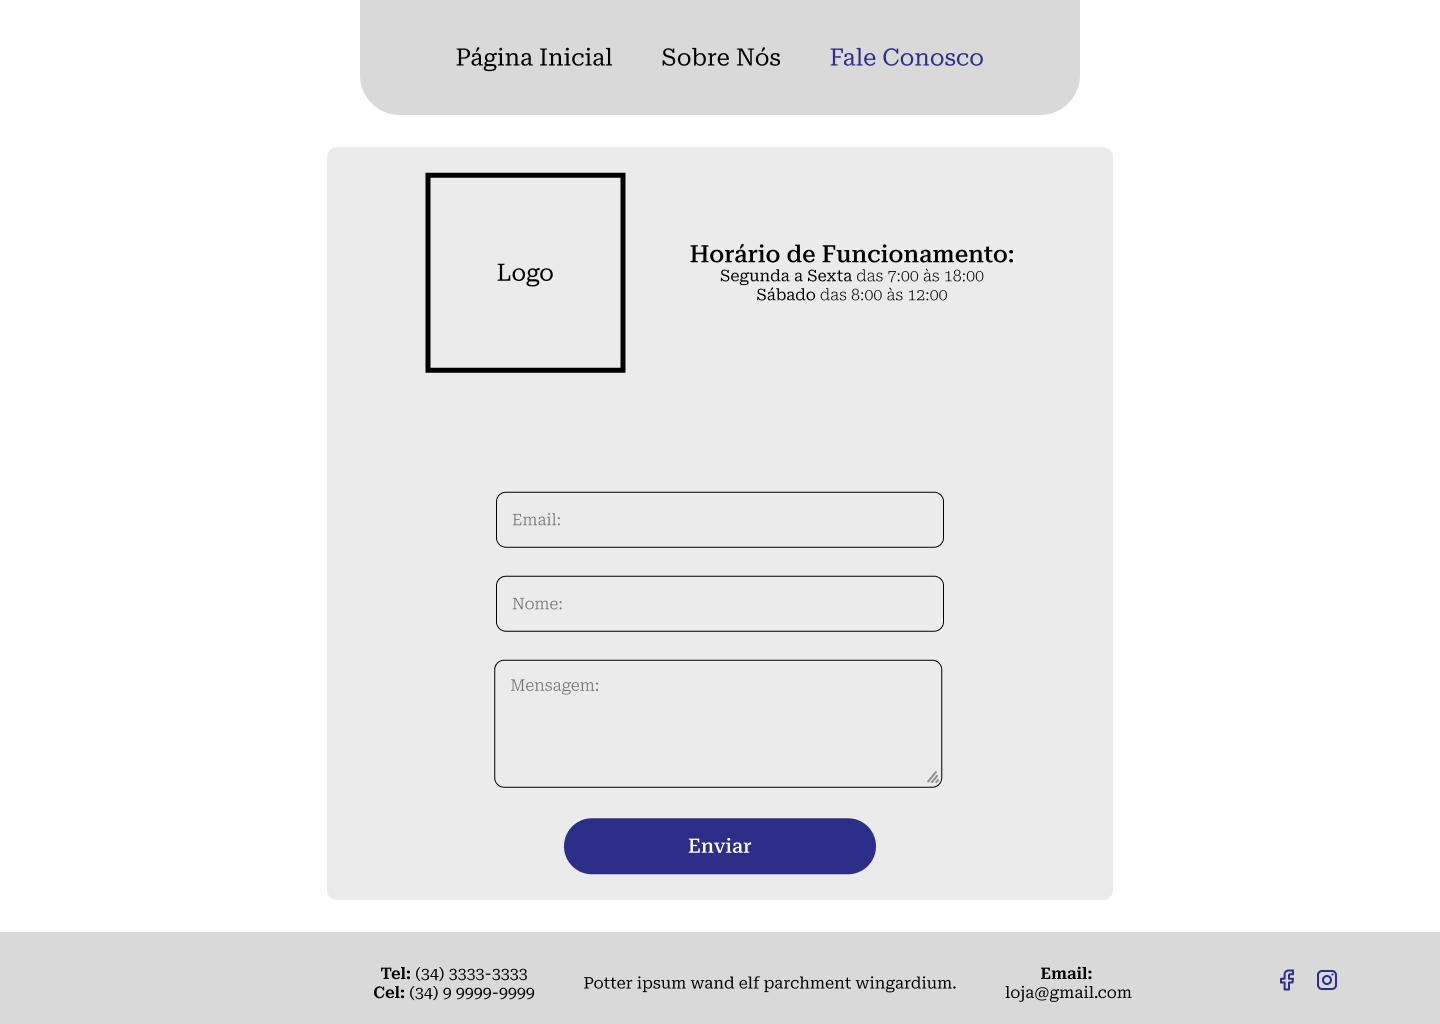 Página Inicial Sobre Nós Fale Conosco
Logo
Horário de Funcionamento:
Segunda a Sexta das 7:00 às 18:00
Sábado das 8:00 às 12:00
Email:
Nome:
Mensagem:
Enviar
Tel: (34) 3333-3333
Cel: (34) 9 9999-9999
Potter ipsum wand elf parchment wingardium.
Email:
loja@gmail.com